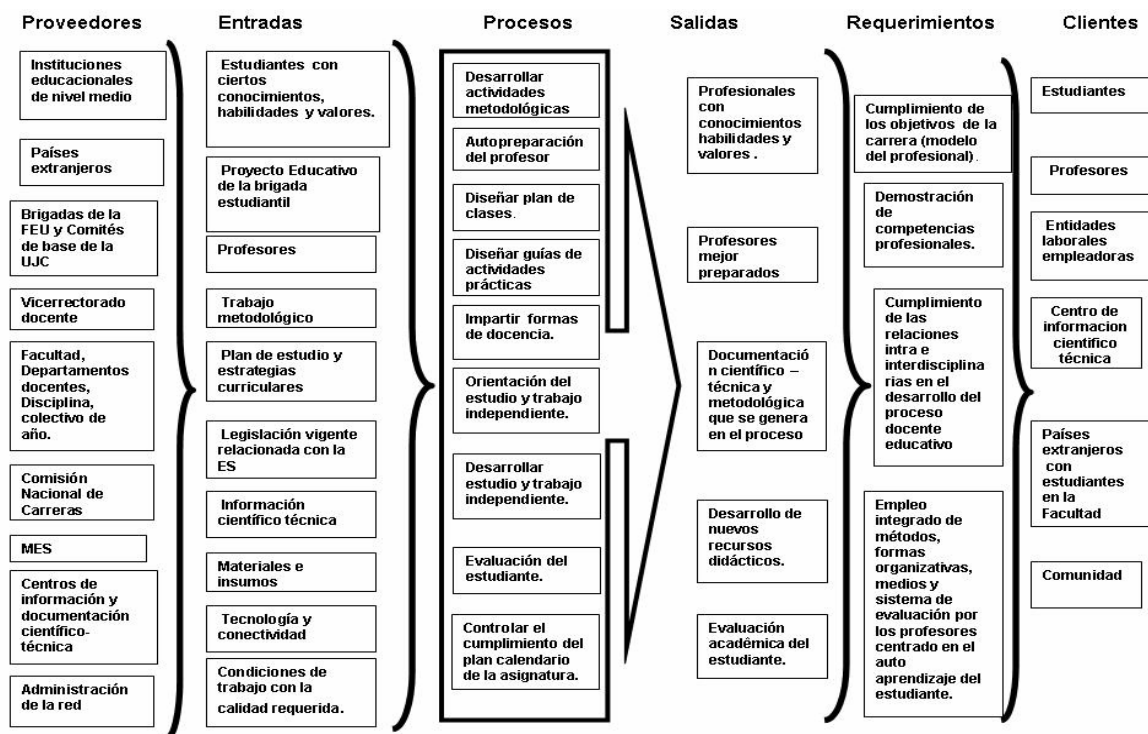 Proveedores
Entradas
Procesos
Salidas
Requerimientos
Clientes
Instituciones
educacionales
de nivel medio
Países
extranjeros
Brigadas de la
FEU y Comités
de base de la
UJC
Vicerrectorado
docente
Facultad,
Departamentos
docentes,
Disciplina,
colectivo de
año.
Comisión
Nacional de
Carreras
MES
Centros de
información y
documentación
científico-
técnica
Administración
de la red
Estudiantes con
ciertos
conocimientos,
habilidades y valores.
Proyecto Educativo
de la brigada
estudiantil
Profesores
Trabajo
metodológico
Plan de estudio y
estrategias
curriculares
Legislación vigente
relacionada con la
ES
Información
científico técnica
Materiales e
insumos
Tecnología y
conectividad
Condiciones de
trabajo con la
calidad requerida.
Desarrollar
actividades
metodológicas
Autopreparación
del profesor
Diseñar plan de
clases.
Diseñar guías de
actividades
prácticas
Impartir formas
de docencia.
Orientación del
estudio y trabajo
independiente.
Desarrollar
estudio y trabajo
independiente.
Evaluación del
estudiante.
Controlar el
cumplimiento del
plan calendario
de la asignatura.
Profesionales
con
conocimientos
habilidades y
valores .
Profesores
mejor
preparados
Documentació
n científico –
técnica y
metodológica
que se genera
en el proceso
Desarrollo de
nuevos
recursos
didácticos.
Evaluación
acadêmica del
estudiante.
Cumplimiento de
los objetivos de la
carrera (modelo
del profesional).
Demostración
de
competencias
profesionales.
Cumplimiento
de las
relaciones
intra e
interdisciplina
rias en el
desarrollo del
proceso
docente
educativo
Empleo
integrado de
métodos,
formas
organizativas,
medios y
sistema de
evaluación por
los profesores
centrado en el
auto
aprendizaje del
estudiante.
Estudiantes
Profesores
Entidades
laborales
empleadoras
Centro de
informacion
científico
técnica
Países
extranjeros
con
estudiantes
en la
Facultad
Comunidad